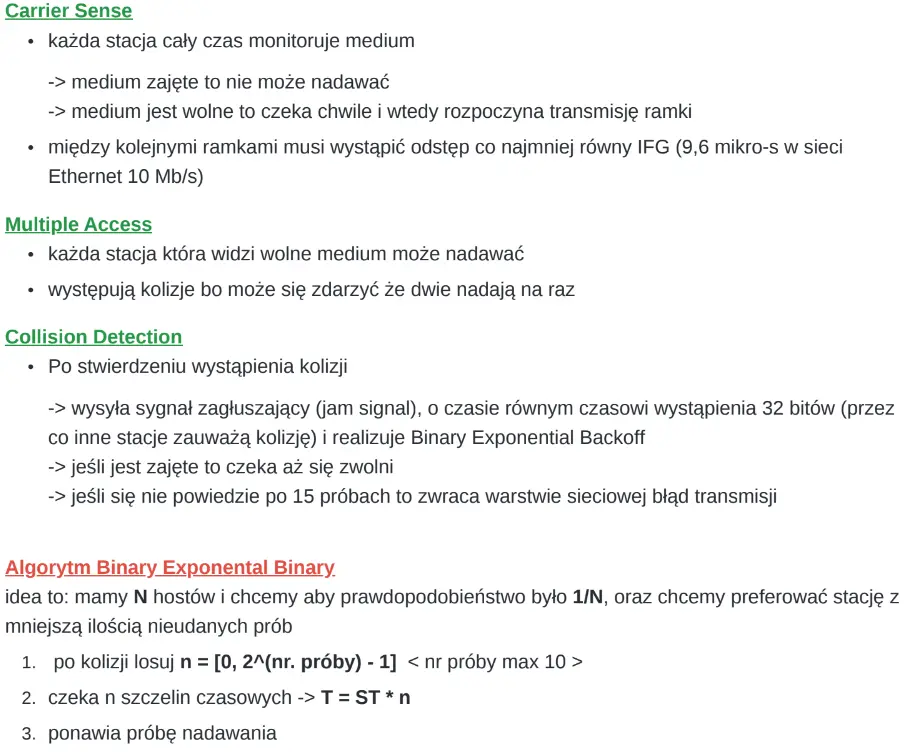 Carrier Sense
• każda stacja cały czas monitoruje medium
-> medium zajęte to nie może nadawać
-> medium jest wolne to czeka chwile i wtedy rozpoczyna transmisję ramki
• między kolejnymi ramkami musi wystąpić odstęp co najmniej równy IFG (9,6 mikro-s w sieci
Ethernet 10 Mb/s)
Multiple Access
• każda stacja która widzi wolne medium może nadawać
• występują kolizje bo może się zdarzyć że dwie nadają na raz
Collision Detection
• Po stwierdzeniu wystąpienia kolizji
-> wysyła sygnał zagłuszający (jam signal), o czasie równym czasowi wystąpienia 32 bitów (przez
co inne stacje zauważą kolizję) i realizuje Binary Exponential Backoff
-> jeśli jest zajęte to czeka aż się zwolni
-> jeśli się nie powiedzie po 15 próbach to zwraca warstwie sieciowej błąd transmisji
Algorytm Binary Exponental Binary
idea to: mamy N hostów i chcemy aby prawdopodobieństwo było 1/N, oraz chcemy preferować stację z
mniejszą ilością nieudanych prób
1. po kolizji losuj n = [0, 2^(nr. próby) - 1] < nr próby max 10 >
2. czeka n szczelin czasowych -> T = ST * n
3. ponawia próbę nadawania